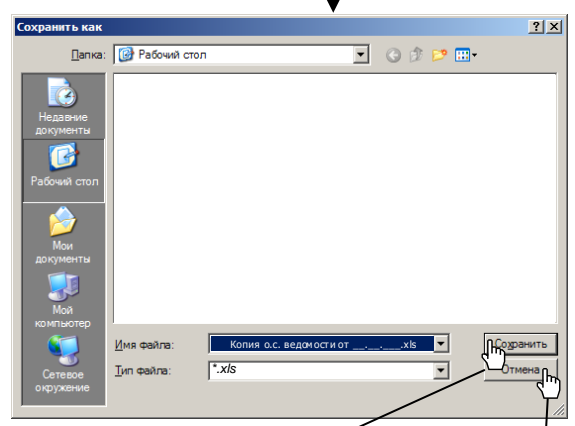 Сохранить как
Папка: Рабочий стол
Недавние
документы
Рабочий стол
Мои
документы
Мой
компьютер
Сетевое
окружение
Имя файла: Копия о.с. ведомости от __.__.___.xls Сохранить
Тип файла: *.xls Отмена